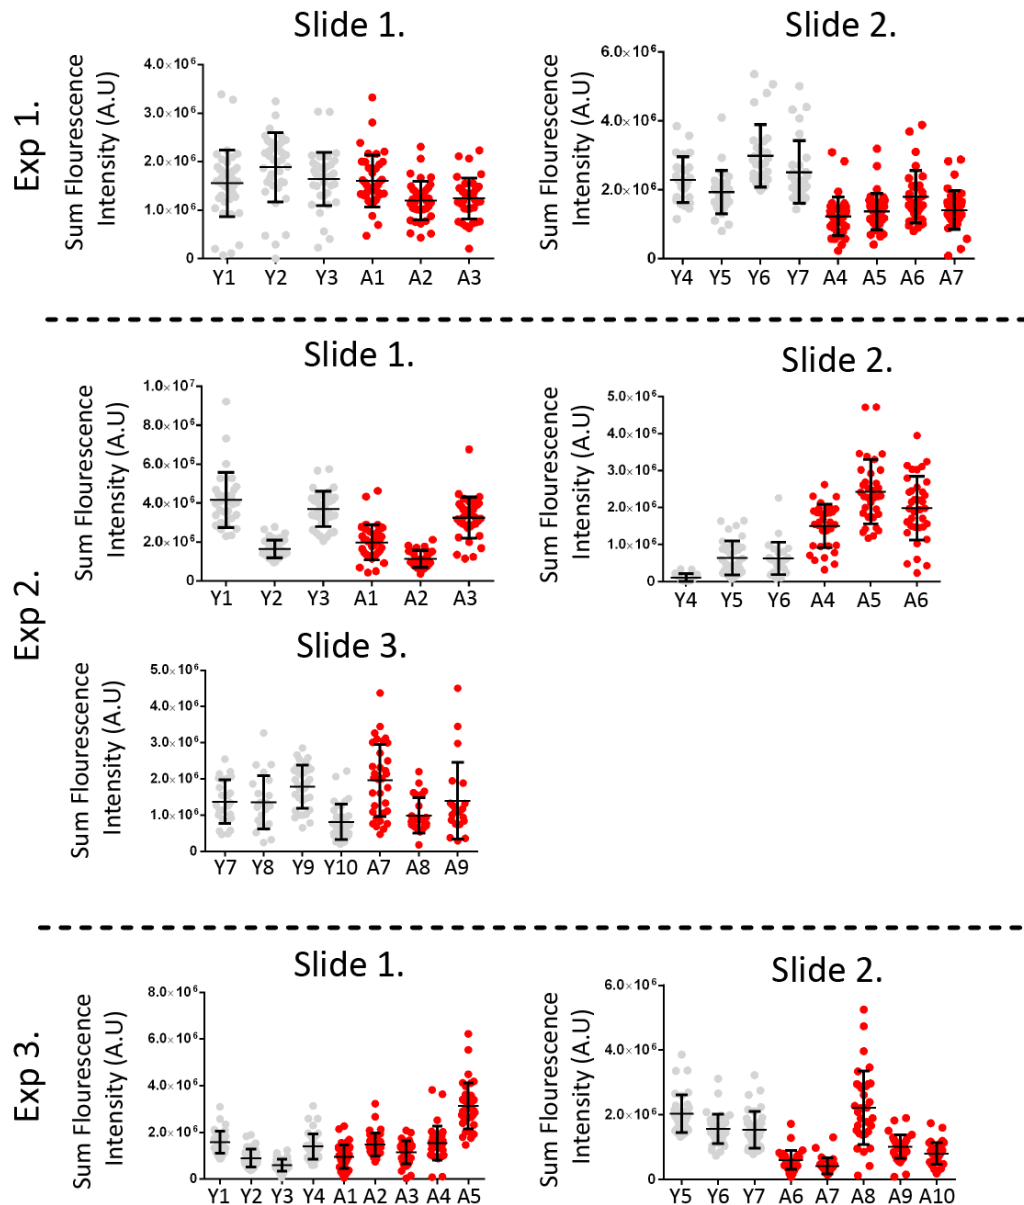 Slide 1.
Slide 2.
Exp 1.
Sum Flourescence
Intensity (A.U)
4.0×10⁶
3.0×10⁶
2.0×10⁶
1.0×10⁶
0
Y1 Y2 Y3 A1 A2 A3
Sum Flourescence
Intensity (A.U)
6.0×10⁶
4.0×10⁶
2.0×10⁶
0
Y4 Y5 Y6 Y7 A4 A5 A6 A7
Exp 2.
Slide 1.
Sum Flourescence
Intensity (A.U)
1.0×10⁷
8.0×10⁶
6.0×10⁶
4.0×10⁶
2.0×10⁶
0
Y1 Y2 Y3 A1 A2 A3
Slide 2.
Sum Flourescence
Intensity (A.U)
5.0×10⁶
4.0×10⁶
3.0×10⁶
2.0×10⁶
1.0×10⁶
0
Y4 Y5 Y6 A4 A5 A6
Slide 3.
Sum Flourescence
Intensity (A.U)
5.0×10⁶
4.0×10⁶
3.0×10⁶
2.0×10⁶
1.0×10⁶
0
Y7 Y8 Y9 Y10 A7 A8 A9
Exp 3.
Slide 1.
Sum Flourescence
Intensity (A.U)
8.0×10⁶
6.0×10⁶
4.0×10⁶
2.0×10⁶
0
Y1 Y2 Y3 Y4 A1 A2 A3 A4 A5
Slide 2.
Sum Flourescence
Intensity (A.U)
6.0×10⁶
4.0×10⁶
2.0×10⁶
0
Y5 Y6 Y7 A6 A7 A8 A9 A10